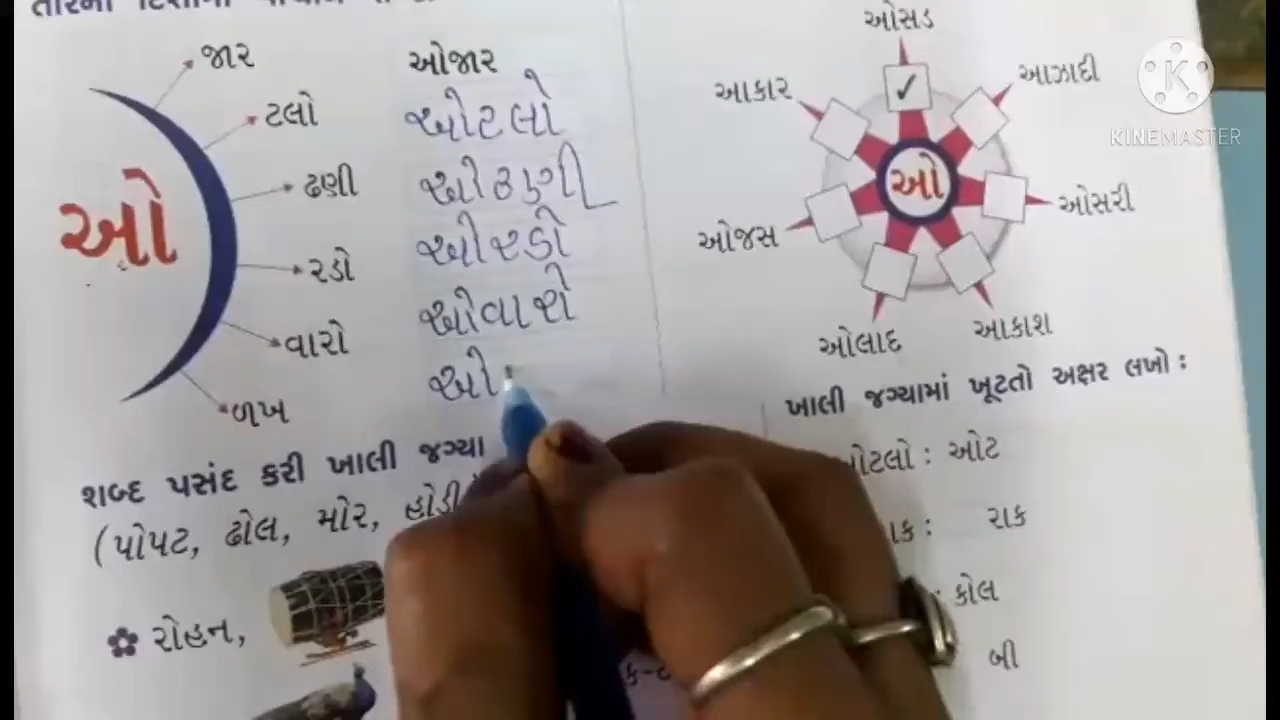 જાર
ટલો
ઢણી
રડો
વારો
ળખ
ઓ
ઓજાર
ઓટલો
ઓઢણી
ઓરડો
ઓવારો
ઓ
ઓસડ
આઝાદી
ઓસરી
આકાશ
ઓલાદ
ઓજસ
આકાર
ઓ
KINEMASTER
શબ્દ પસંદ કરી ખાલી જગ્યા
(પોપટ, ઢોલ, મોર, હોડી
રોહન,
ખાલી જગ્યામાં ખૂટતો અક્ષર લખો :
ઓટલો : ઓટ
રાક
કોલ
બી